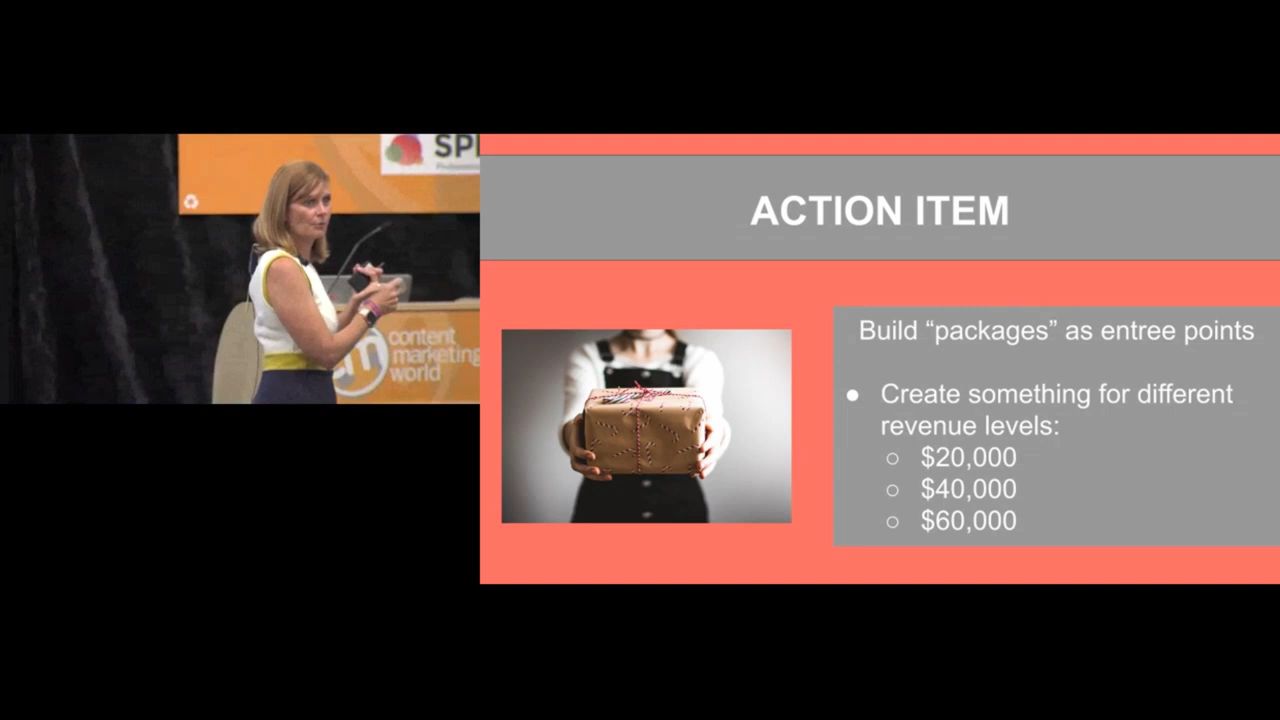 SP
content
marketing
world
ACTION ITEM
Build “packages” as entree points
● Create something for different
revenue levels:
○ $20,000
○ $40,000
○ $60,000